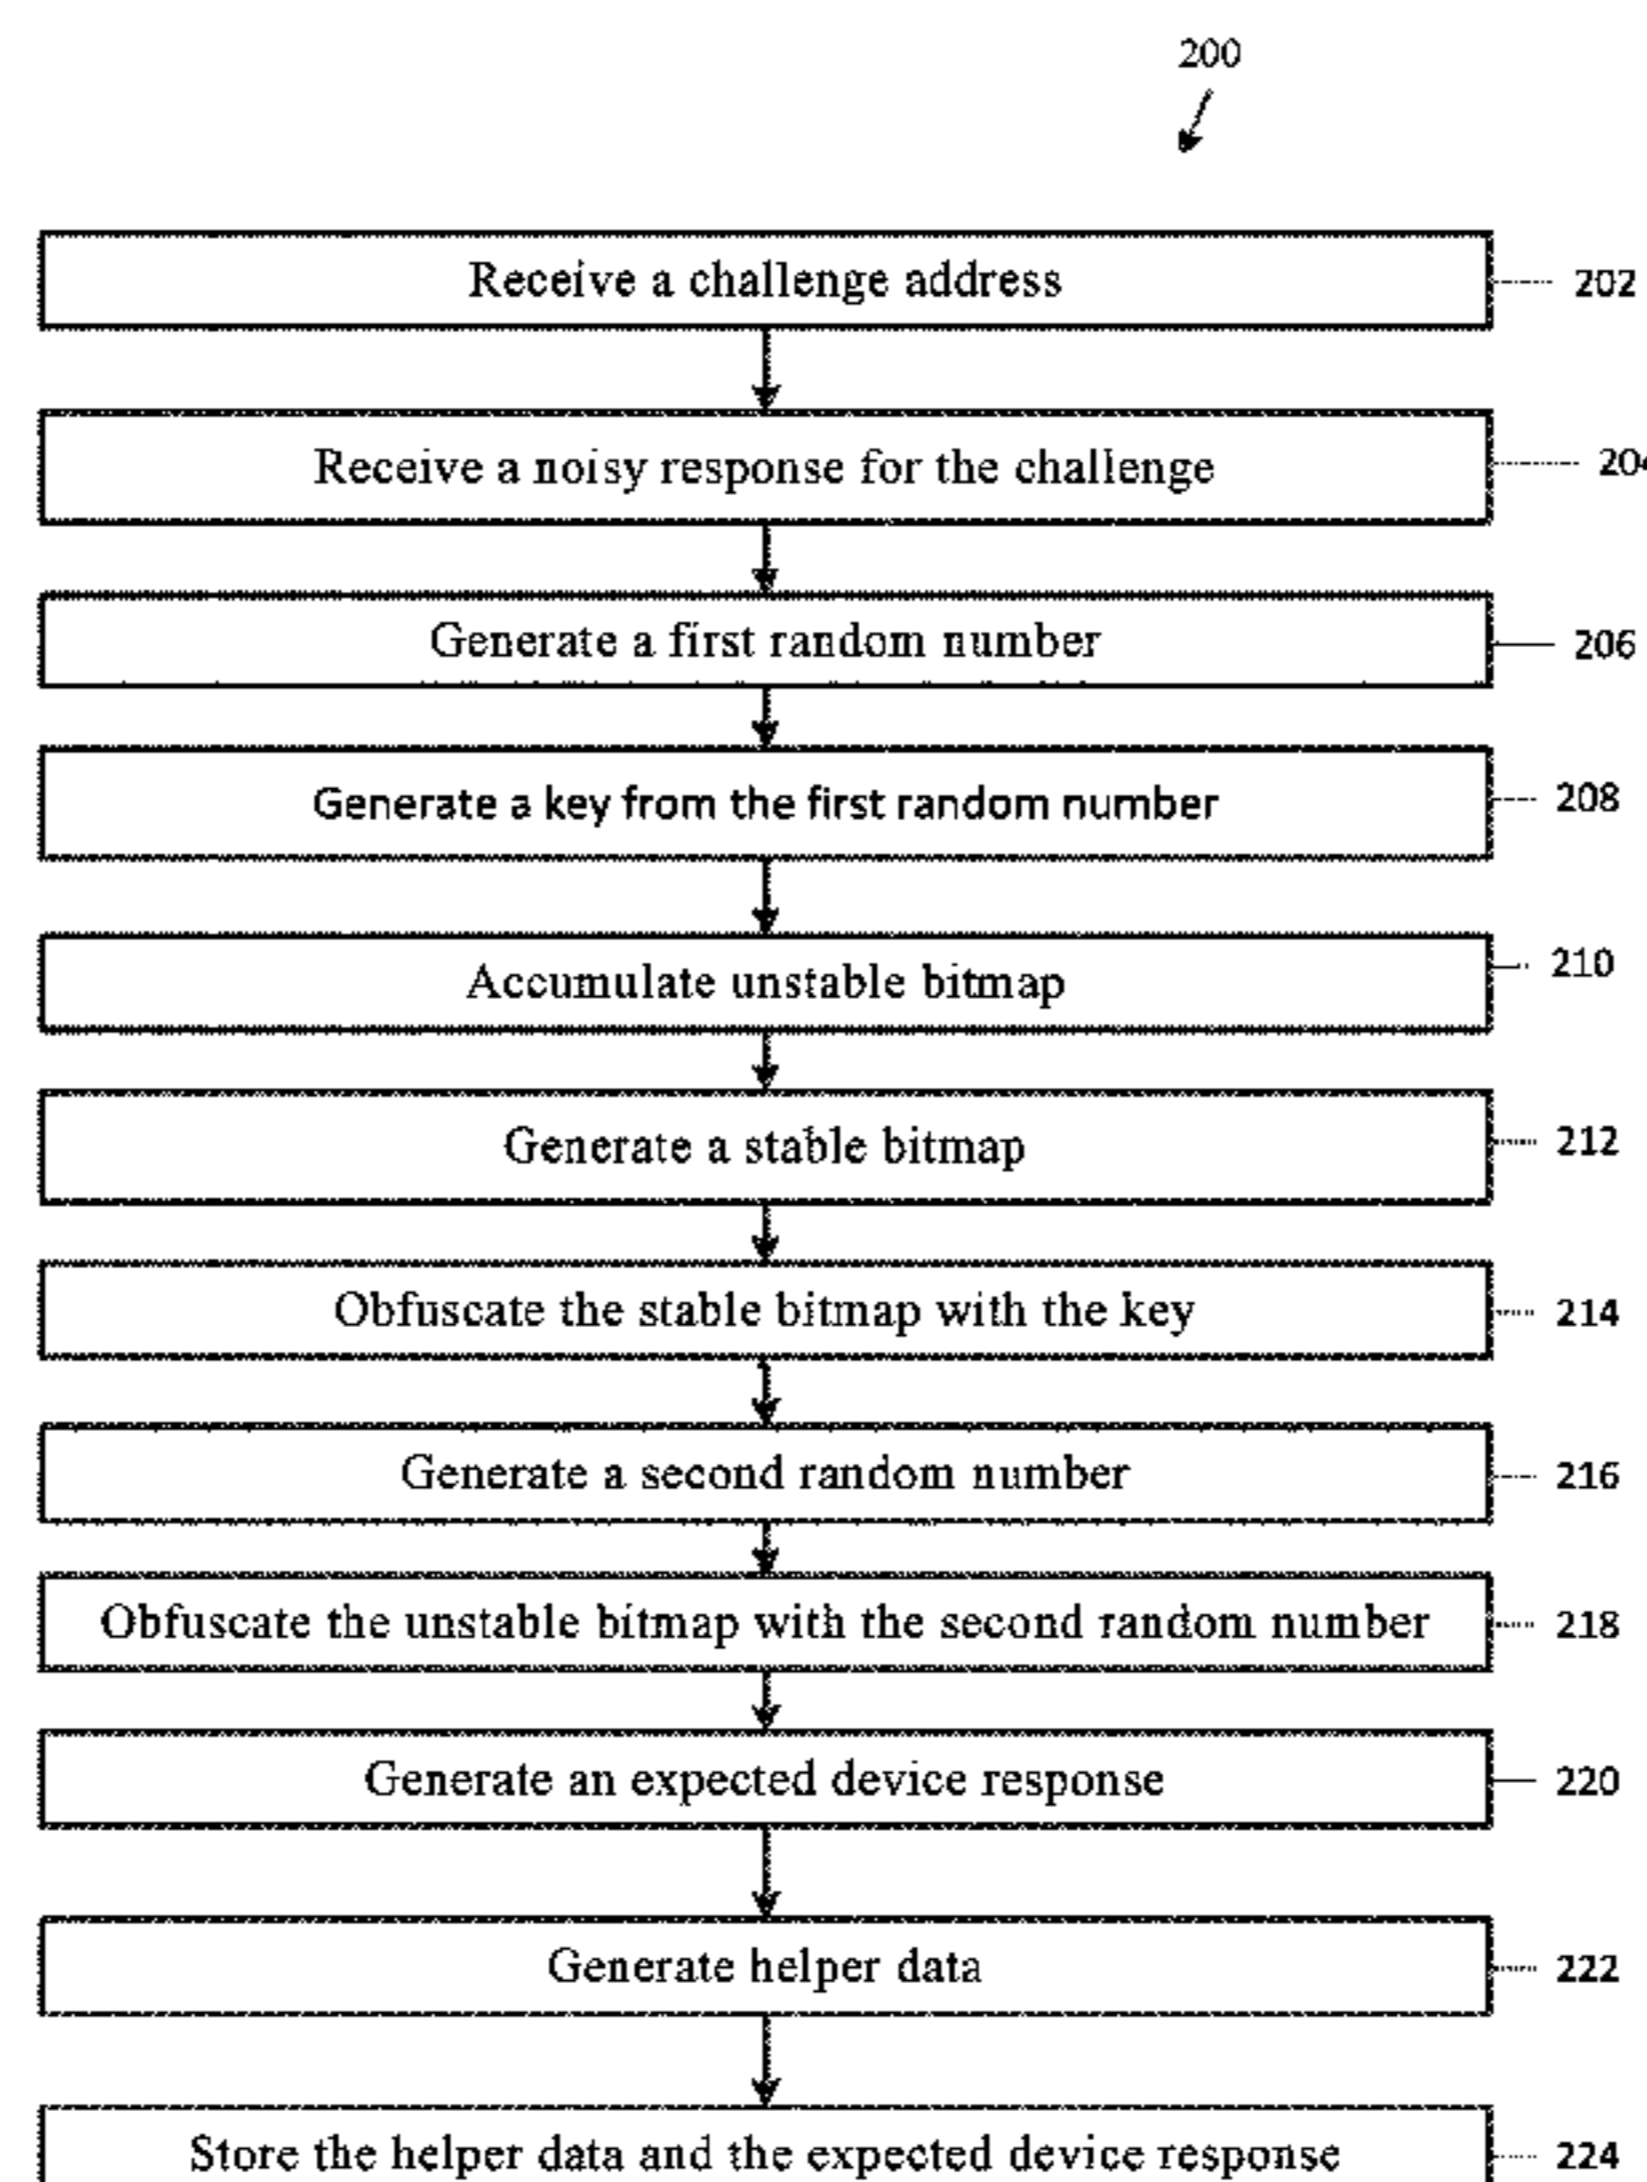 200
Receive a challenge address 202
Receive a noisy response for the challenge 204
Generate a first random number 206
Generate a key from the first random number 208
Accumulate unstable bitmap 210
Generate a stable bitmap 212
Obfuscate the stable bitmap with the key 214
Generate a second random number 216
Obfuscate the unstable bitmap with the second random number 218
Generate an expected device response 220
Generate helper data 222
Store the helper data and the expected device response 224